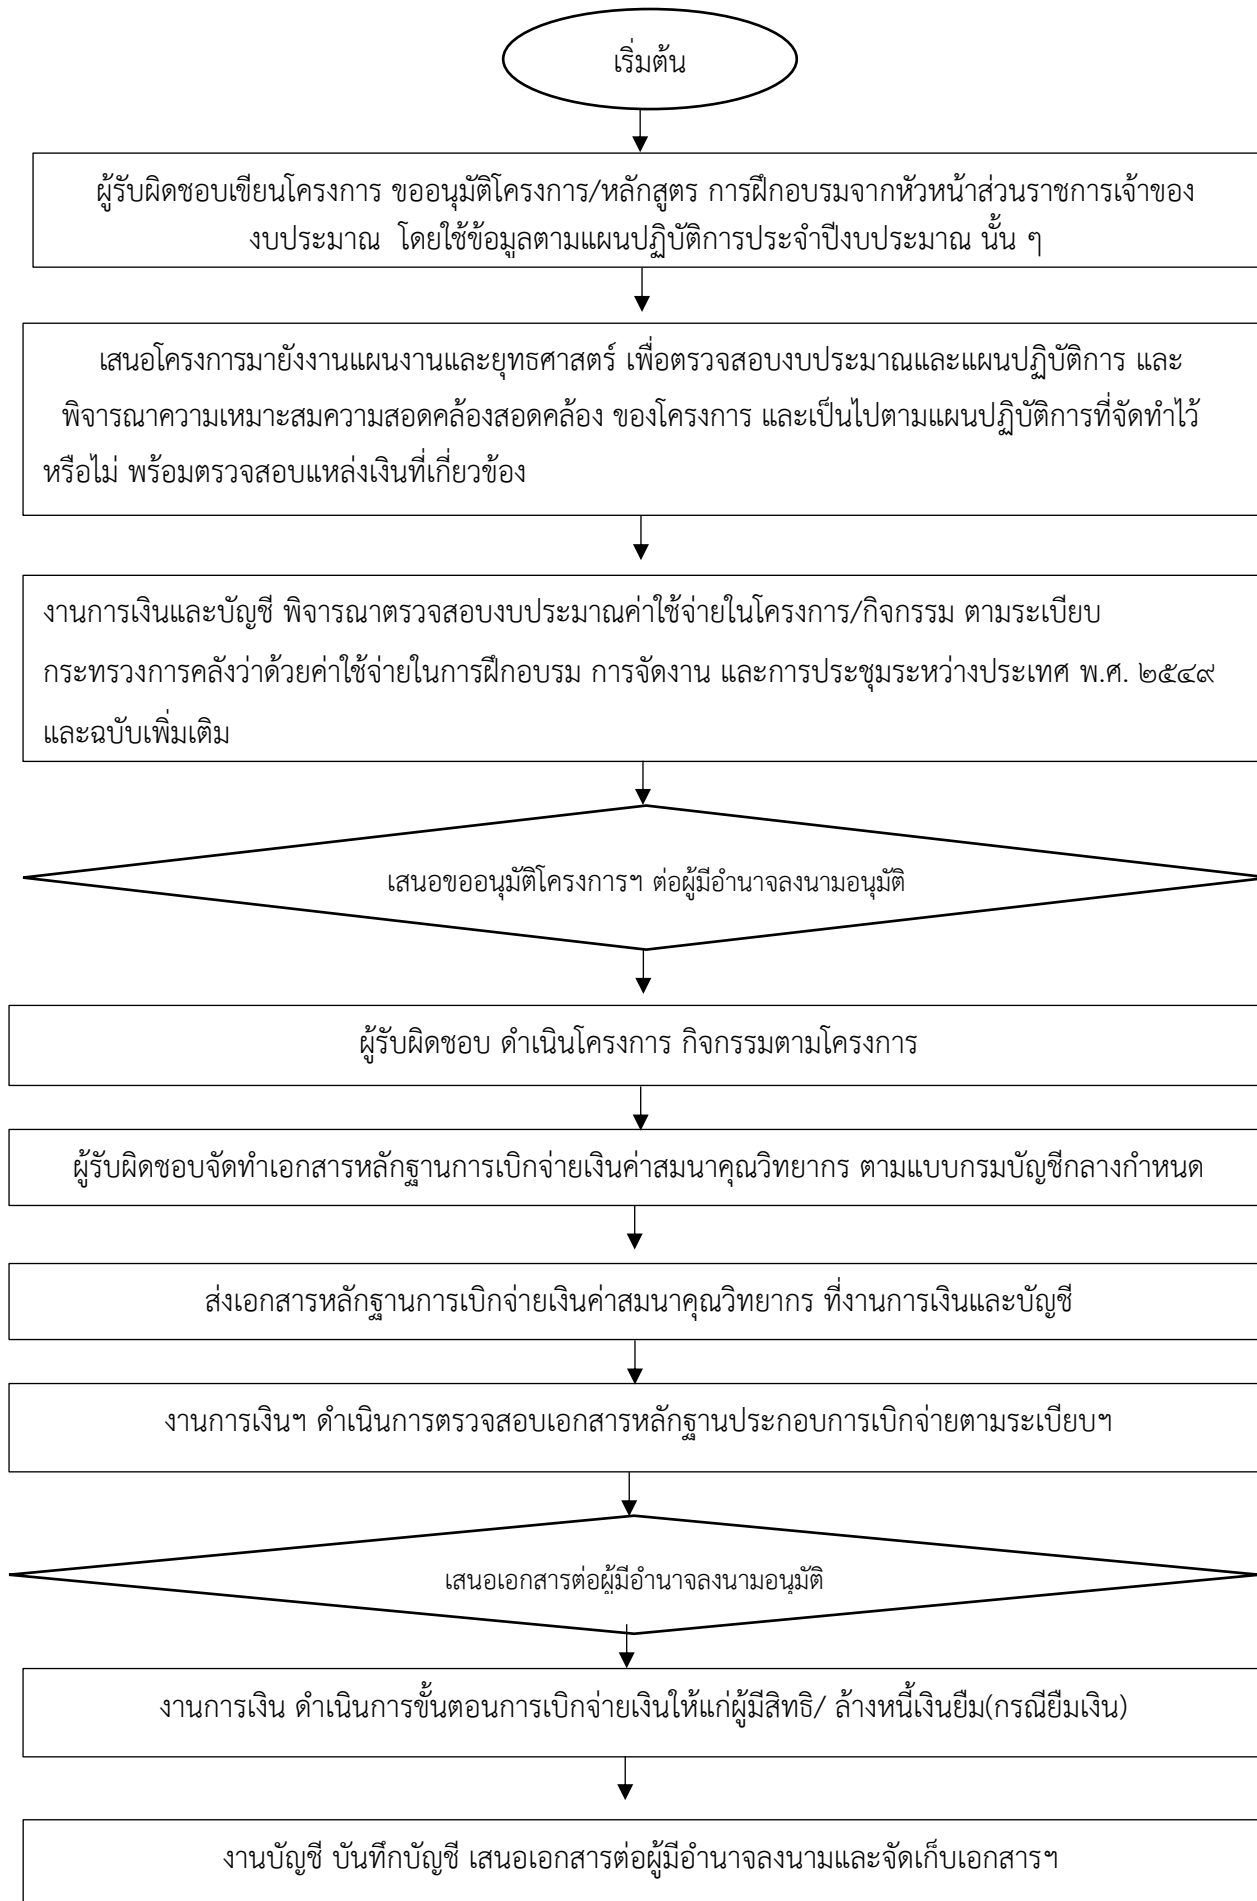 เริ่มต้น
ผู้รับผิดชอบเขียนโครงการ ขออนุมัติโครงการ/หลักสูตร การฝึกอบรมจากหัวหน้าส่วนราชการเจ้าของ
งบประมาณ โดยใช้ข้อมูลตามแผนปฏิบัติการประจำปีงบประมาณ นั้น ๆ
เสนอโครงการมายังงานแผนงานและยุทธศาสตร์ เพื่อตรวจสอบงบประมาณและแผนปฏิบัติการ และ
พิจารณาความเหมาะสมความสอดคล้องสอดคล้อง ของโครงการ และเป็นไปตามแผนปฏิบัติการที่จัดทำไว้
หรือไม่ พร้อมตรวจสอบแหล่งเงินที่เกี่ยวข้อง
งานการเงินและบัญชี พิจารณาตรวจสอบงบประมาณค่าใช้จ่ายในโครงการ/กิจกรรม ตามระเบียบ
กระทรวงการคลังว่าด้วยค่าใช้จ่ายในการฝึกอบรม การจัดงาน และการประชุมระหว่างประเทศ พ.ศ. ๒๕๔๙
และฉบับเพิ่มเติม
เสนอขออนุมัติโครงการฯ ต่อผู้มีอำนาจลงนามอนุมัติ
ผู้รับผิดชอบ ดำเนินโครงการ กิจกรรมตามโครงการ
ผู้รับผิดชอบจัดทำเอกสารหลักฐานการเบิกจ่ายเงินค่าสมนาคุณวิทยากร ตามแบบกรมบัญชีกลางกำหนด
ส่งเอกสารหลักฐานการเบิกจ่ายเงินค่าสมนาคุณวิทยากร ที่งานการเงินและบัญชี
งานการเงินฯ ดำเนินการตรวจสอบเอกสารหลักฐานประกอบการเบิกจ่ายตามระเบียบฯ
เสนอเอกสารต่อผู้มีอำนาจลงนามอนุมัติ
งานการเงิน ดำเนินการขั้นตอนการเบิกจ่ายเงินให้แก่ผู้มีสิทธิ/ ล้างหนี้เงินยืม(กรณียืมเงิน)
งานบัญชี บันทึกบัญชี เสนอเอกสารต่อผู้มีอำนาจลงนามและจัดเก็บเอกสารฯ